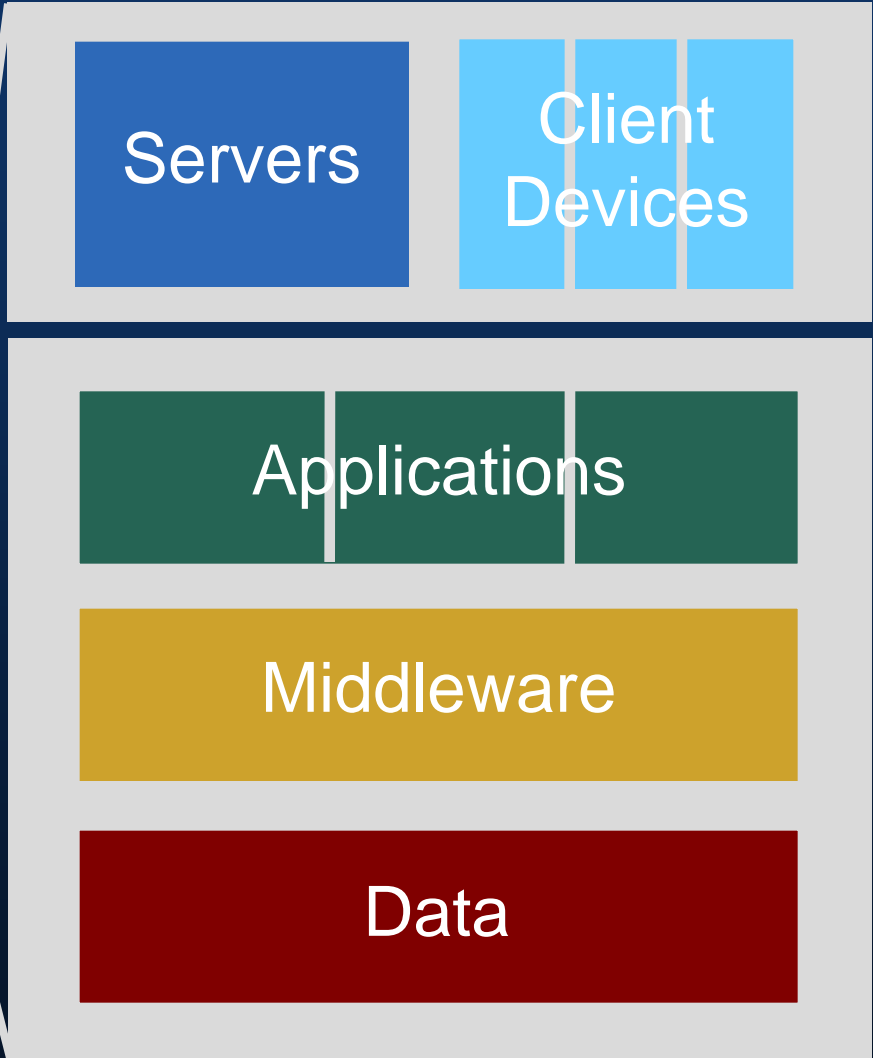 Servers
Client
Devices
Applications
Middleware
Data